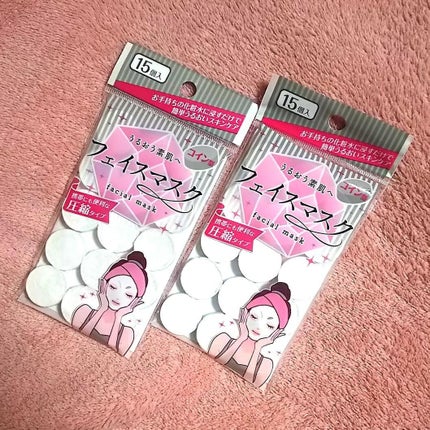 15個入
お手持ちの化粧水に浸すだけで
簡単うるおいスキンケア
うるおう素肌へ
コイン型
フェイスマスク
facial mask
携帯にも便利な
圧縮タイプ
15個入
お手持ちの化粧水に浸すだけで
簡単うるおいスキンケア
うるおう素肌へ
コイン型
フェイスマスク
facial mask
携帯にも便利な
圧縮タイプ